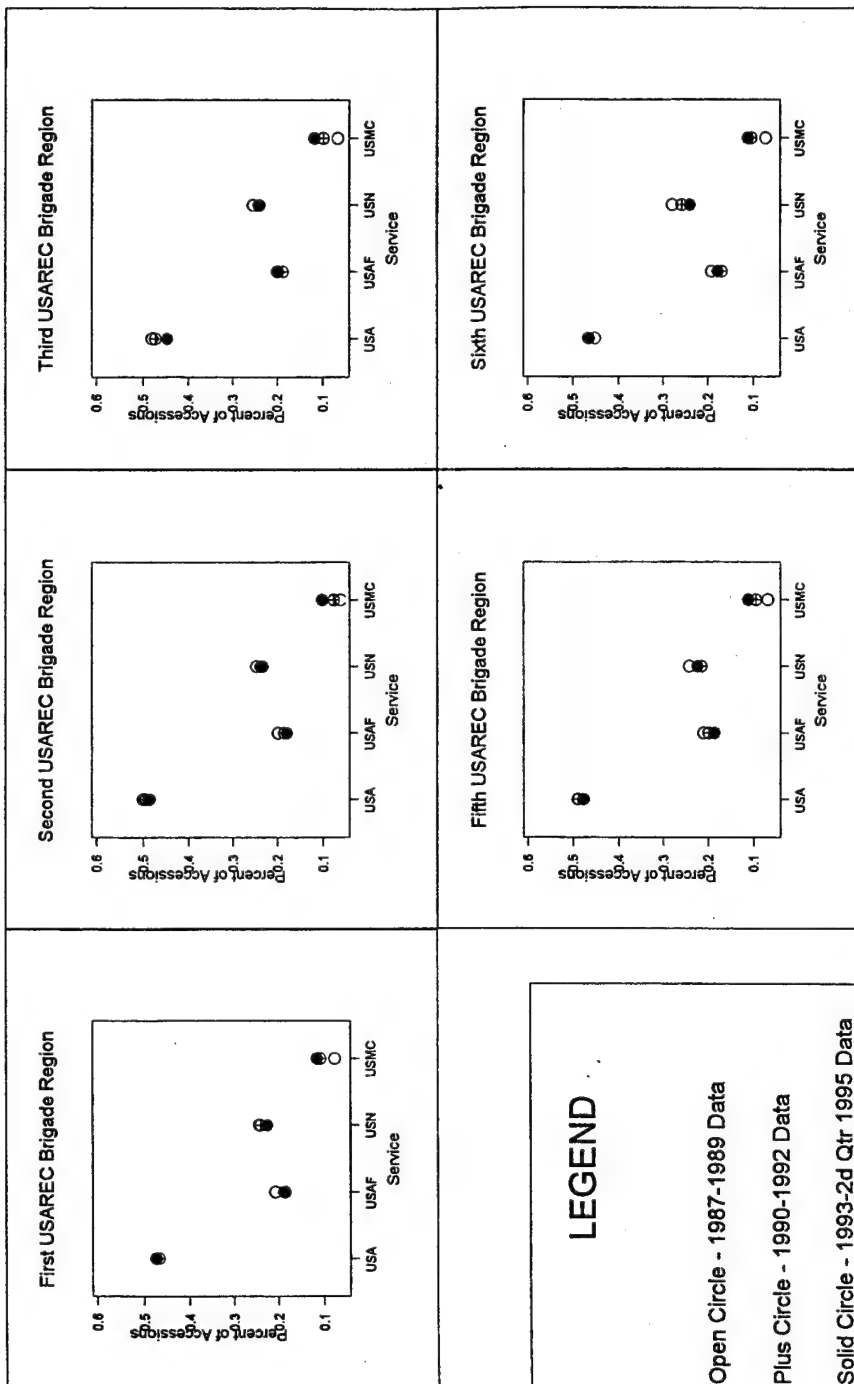 First USAREC Brigade Region
Percent of Accessions
0.6
0.5
0.4
0.3
0.2
0.1
USA USAF USN USMC
Service
Second USAREC Brigade Region
Percent of Accessions
0.6
0.5
0.4
0.3
0.2
0.1
USA USAF USN USMC
Service
Third USAREC Brigade Region
Percent of Accessions
0.6
0.5
0.4
0.3
0.2
0.1
USA USAF USN USMC
Service
LEGEND
Open Circle - 1987-1989 Data
Plus Circle - 1990-1992 Data
Solid Circle - 1993-2d Qtr 1995 Data
Fifth USAREC Brigade Region
Percent of Accessions
0.6
0.5
0.4
0.3
0.2
0.1
USA USAF USN USMC
Service
Sixth USAREC Brigade Region
Percent of Accessions
0.6
0.5
0.4
0.3
0.2
0.1
USA USAF USN USMC
Service